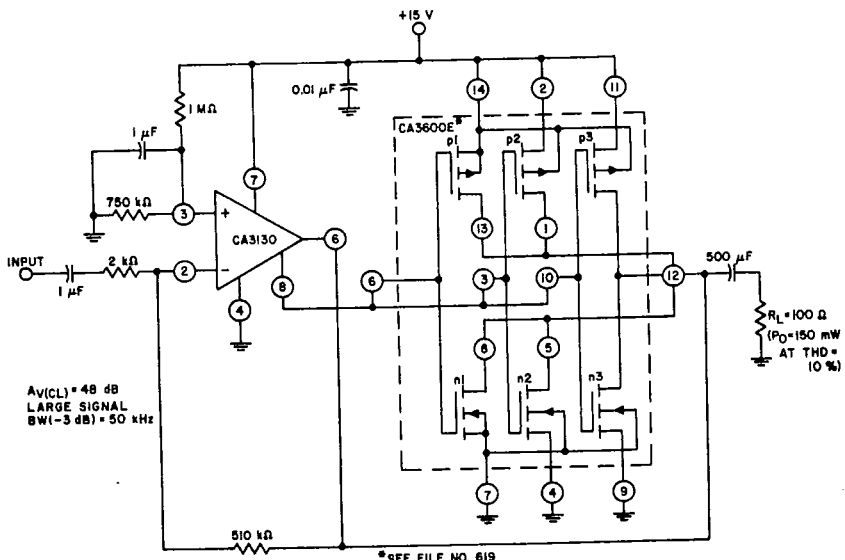 +15 V
0.01 µF
1 MΩ
1 µF
750 kΩ
3
+
7
CA3130
6
INPUT
1 µF
2 kΩ
2
−
8
4
AV(CL) = 48 dB
LARGE SIGNAL
BW(-3 dB) = 50 kHz
510 kΩ
14
2
11
CA3600E*
p1
p2
p3
13
1
6
3
10
12
500 µF
RL=100 Ω
(PO=150 mW
AT THD=
10 %)
8
5
n1
n2
n3
7
4
9
*SEE FILE NO. 619